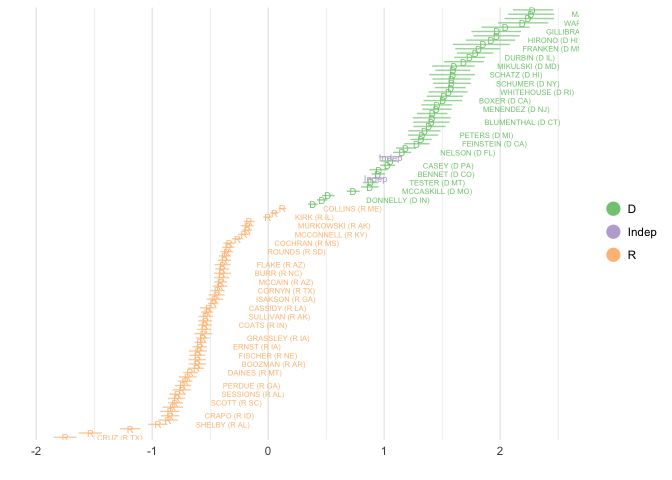 MA
WAR
GILLIBRA
HIRONO (D HI
FRANKEN (D MN
DURBIN (D IL)
MIKULSKI (D MD)
SCHATZ (D HI)
SCHUMER (D NY)
WHITEHOUSE (D RI)
BOXER (D CA)
MENENDEZ (D NJ)
BLUMENTHAL (D CT)
PETERS (D MI)
FEINSTEIN (D CA)
NELSON (D FL)
Indep
CASEY (D PA)
BENNET (D CO)
Indep
TESTER (D MT)
MCCASKILL (D MO)
DONNELLY (D IN)
COLLINS (R ME)
KIRK (R IL)
MURKOWSKI (R AK)
MCCONNELL (R KY)
COCHRAN (R MS)
ROUNDS (R SD)
FLAKE (R AZ)
BURR (R NC)
MCCAIN (R AZ)
CORNYN (R TX)
ISAKSON (R GA)
CASSIDY (R LA)
SULLIVAN (R AK)
COATS (R IN)
GRASSLEY (R IA)
ERNST (R IA)
FISCHER (R NE)
BOOZMAN (R AR)
DAINES (R MT)
PERDUE (R GA)
SESSIONS (R AL)
SCOTT (R SC)
CRAPO (R ID)
SHELBY (R AL)
CRUZ (R TX)
D
Indep
R
-2 -1 0 1 2